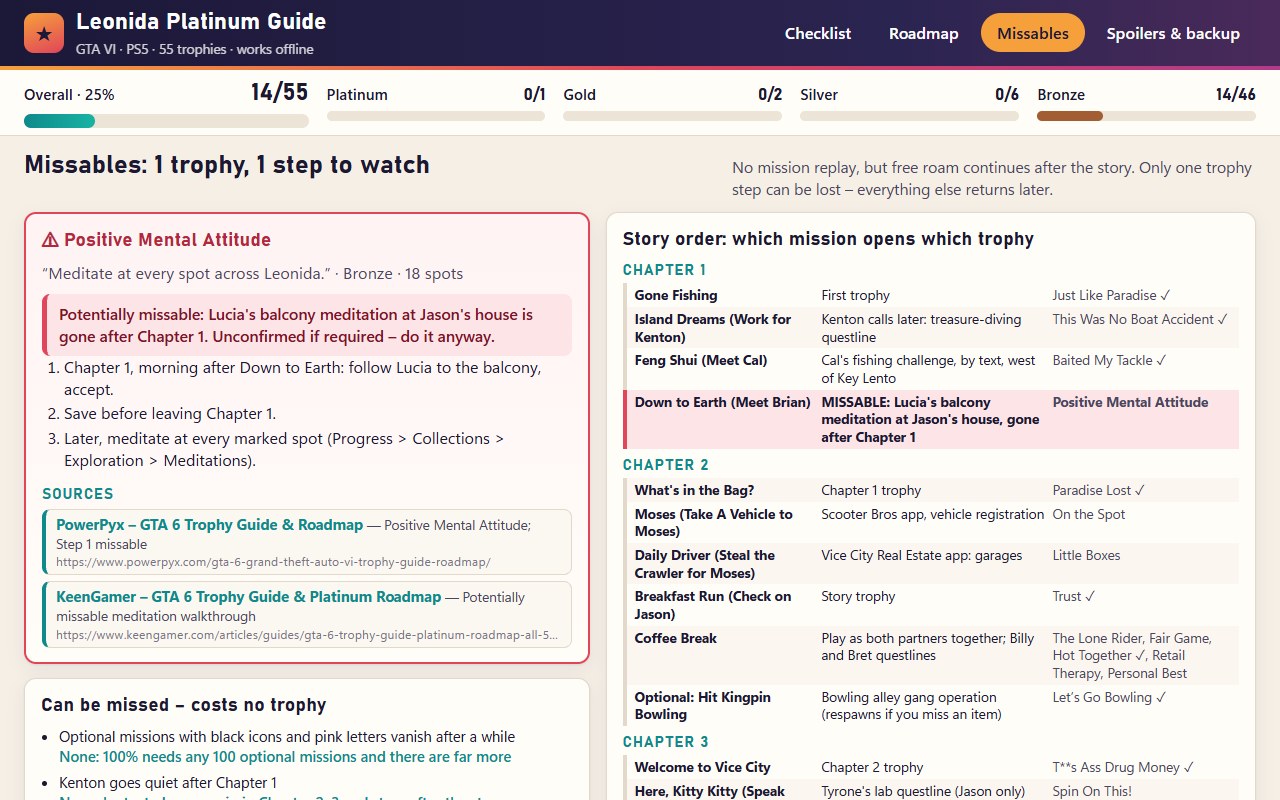 ★
Leonida Platinum Guide
GTA VI · PS5 · 55 trophies · works offline
Checklist
Roadmap
Missables
Spoilers & backup
Overall · 25%
14/55
Platinum
0/1
Gold
0/2
Silver
0/6
Bronze
14/46
Missables: 1 trophy, 1 step to watch
No mission replay, but free roam continues after the story. Only one trophy
step can be lost – everything else returns later.
⚠ Positive Mental Attitude
“Meditate at every spot across Leonida.” · Bronze · 18 spots
Potentially missable: Lucia's balcony meditation at Jason's house is
gone after Chapter 1. Unconfirmed if required – do it anyway.
1. Chapter 1, morning after Down to Earth: follow Lucia to the balcony,
accept.
2. Save before leaving Chapter 1.
3. Later, meditate at every marked spot (Progress > Collections >
Exploration > Meditations).
SOURCES
PowerPyx – GTA 6 Trophy Guide & Roadmap — Positive Mental Attitude;
Step 1 missable
https://www.powerpyx.com/gta-6-grand-theft-auto-vi-trophy-guide-roadmap/
KeenGamer – GTA 6 Trophy Guide & Platinum Roadmap — Potentially
missable meditation walkthrough
https://www.keengamer.com/articles/guides/gta-6-trophy-guide-platinum-roadmap-all-5...
Can be missed – costs no trophy
• Optional missions with black icons and pink letters vanish after a while
None: 100% needs any 100 optional missions and there are far more
• Kenton goes quiet after Chapter 1
Story order: which mission opens which trophy
CHAPTER 1
Gone Fishing
First trophy
Just Like Paradise ✓
Island Dreams (Work for
Kenton)
Kenton calls later: treasure-diving
questline
This Was No Boat Accident ✓
Feng Shui (Meet Cal)
Cal's fishing challenge, by text, west
of Key Lento
Baited My Tackle ✓
Down to Earth (Meet Brian)
MISSABLE: Lucia's balcony
meditation at Jason's house, gone
after Chapter 1
Positive Mental Attitude
CHAPTER 2
What's in the Bag?
Chapter 1 trophy
Paradise Lost ✓
Moses (Take A Vehicle to
Moses)
Scooter Bros app, vehicle registration
On the Spot
Daily Driver (Steal the
Crawler for Moses)
Vice City Real Estate app: garages
Little Boxes
Breakfast Run (Check on
Jason)
Story trophy
Trust ✓
Coffee Break
Play as both partners together; Billy
and Bret questlines
The Lone Rider, Fair Game,
Hot Together ✓, Retail
Therapy, Personal Best
Optional: Hit Kingpin
Bowling
Bowling alley gang operation
(respawns if you miss an item)
Let’s Go Bowling ✓
CHAPTER 3
Welcome to Vice City
Chapter 2 trophy
T**s Ass Drug Money ✓
Here, Kitty Kitty (Speak
Tyrone's lab questline (Jason only)
Spin On This!